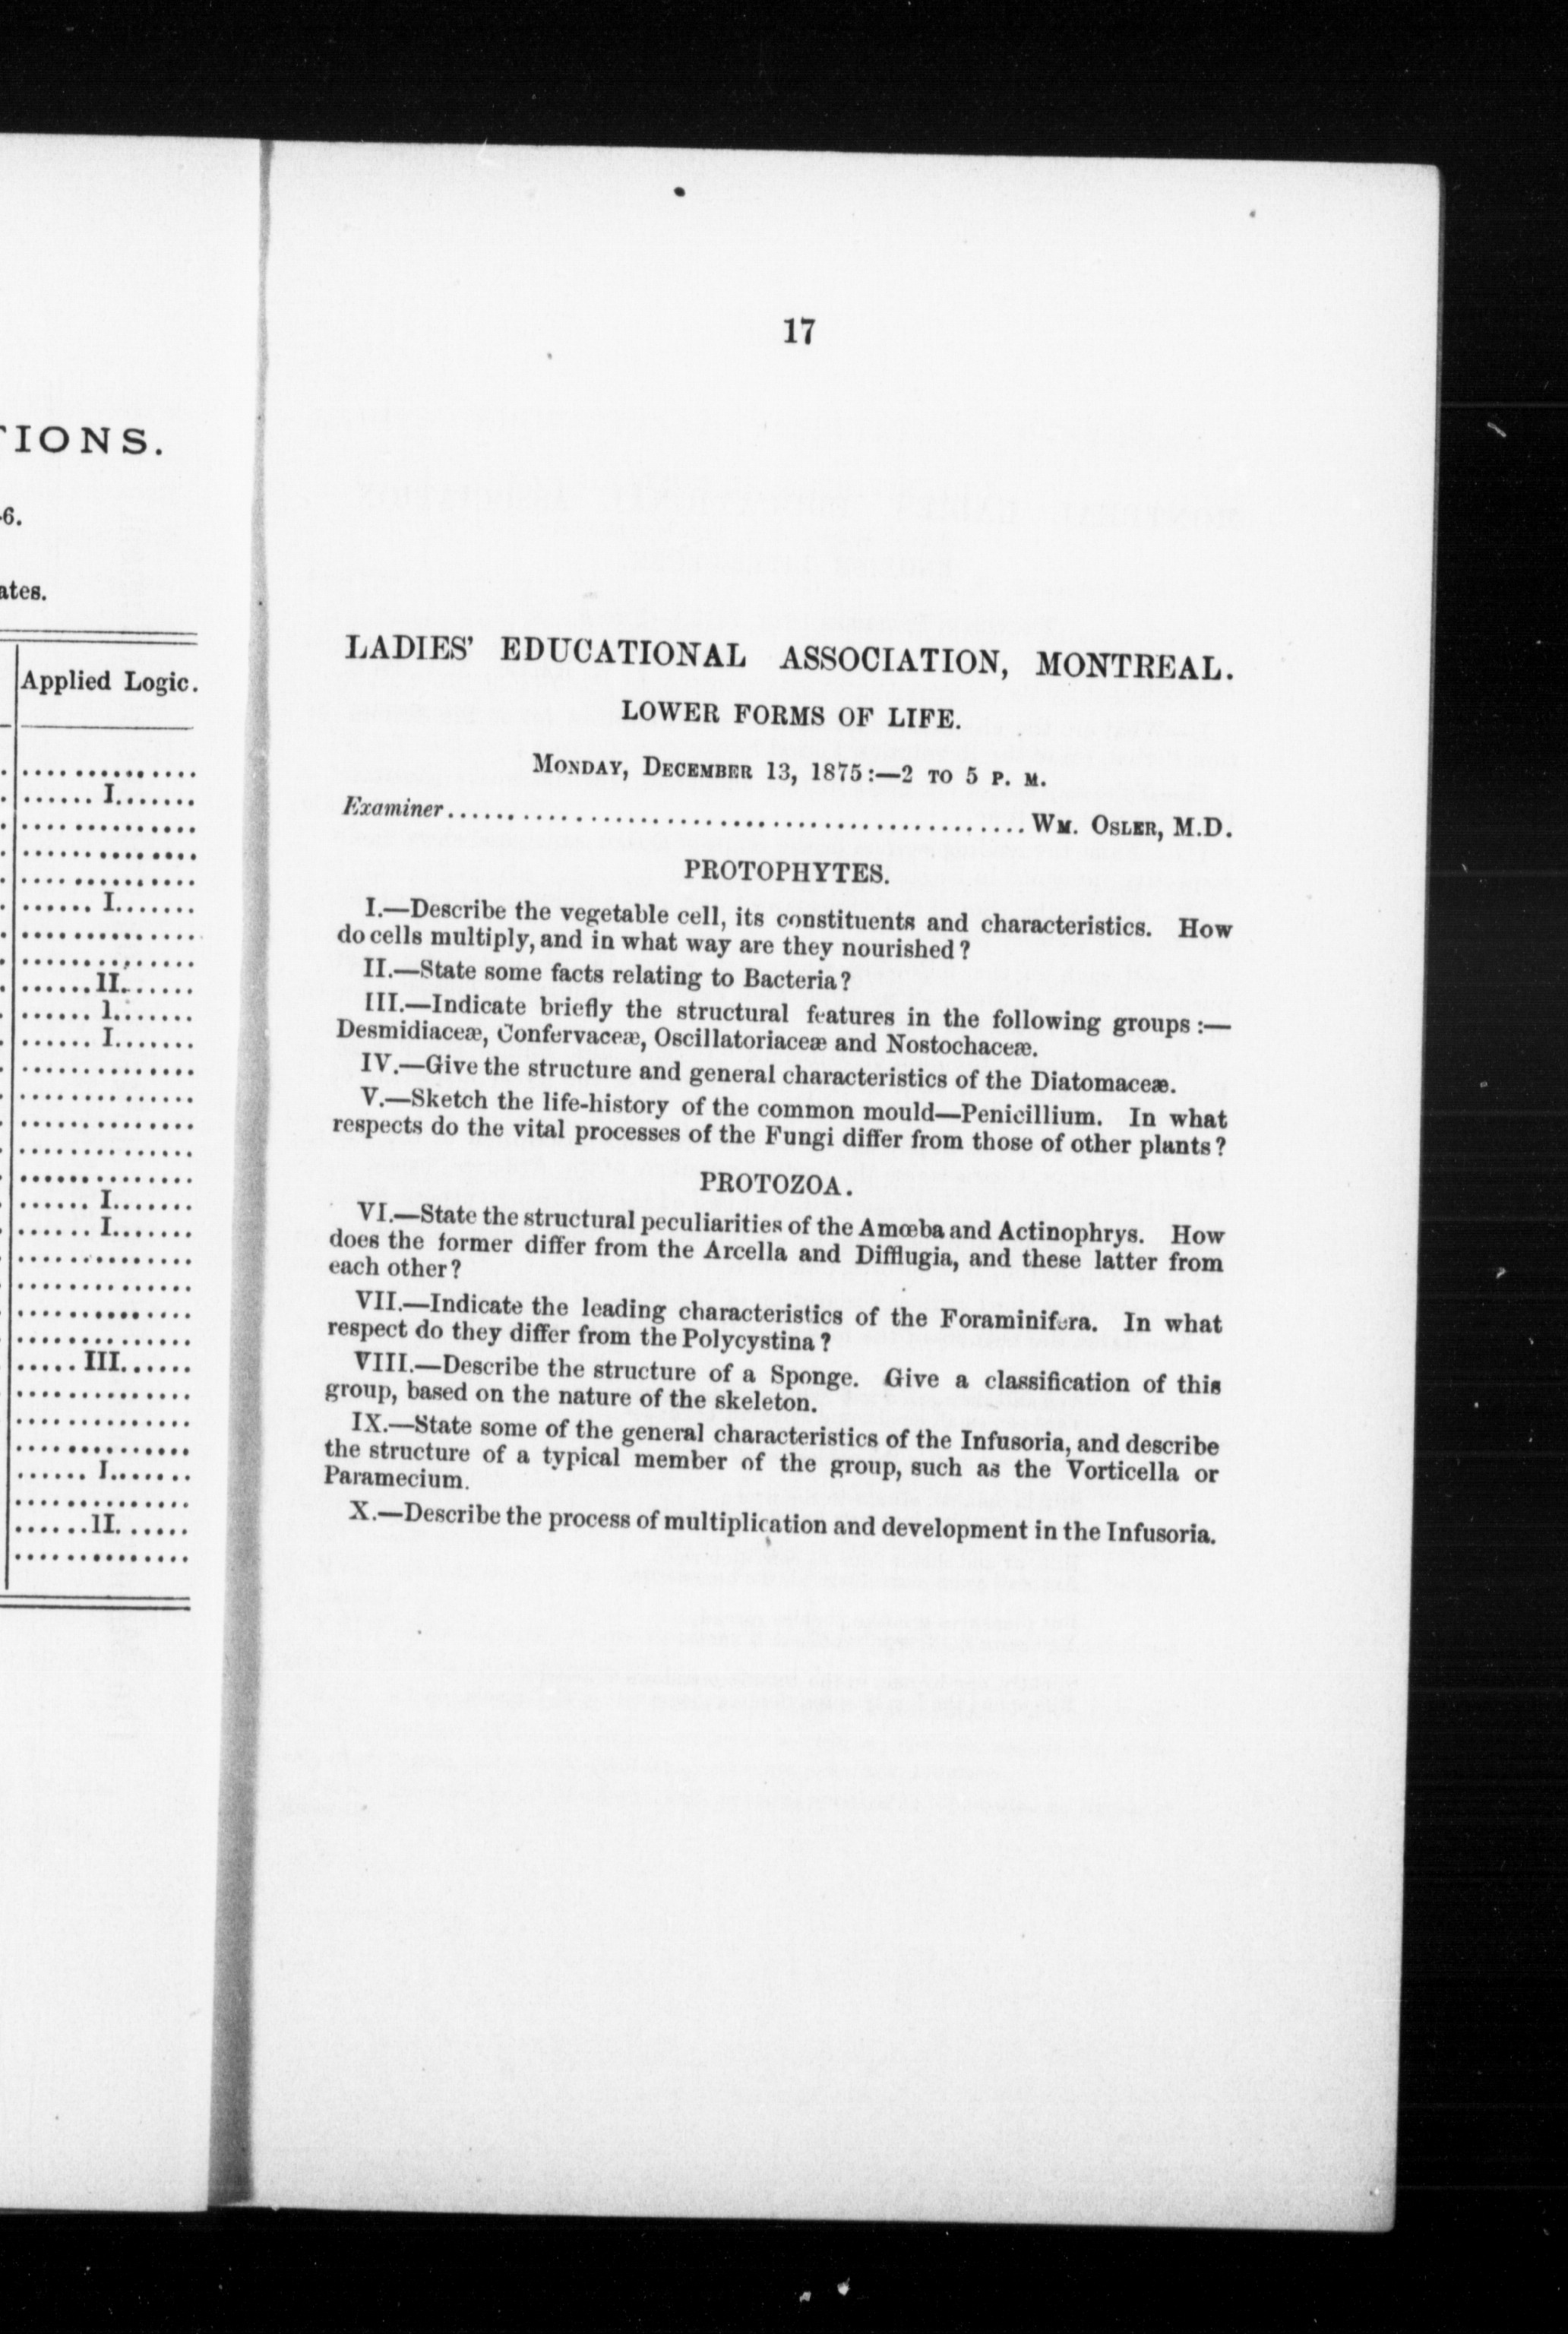 TIONS.
-6.
ates.
Applied Logic.
..............
...... I.......
..............
..............
..............
...... I.......
..............
..............
......II.......
...... 1.......
...... I.......
..............
..............
..............
..............
..............
...... I.......
...... I.......
..............
..............
..............
..............
..... III......
..............
..............
..............
...... I.......
..............
......II. ......
..............
17
LADIES' EDUCATIONAL ASSOCIATION, MONTREAL.
LOWER FORMS OF LIFE.
MONDAY, DECEMBER 13, 1875:—2 TO 5 P. M.
Examiner................................................WM. OSLER, M.D.
PROTOPHYTES.
I.—Describe the vegetable cell, its constituents and characteristics. How
do cells multiply, and in what way are they nourished?
II.—State some facts relating to Bacteria?
III.—Indicate briefly the structural features in the following groups:—
Desmidiaceæ, Confervaceæ, Oscillatoriaceæ and Nostochaceæ.
IV.—Give the structure and general characteristics of the Diatomaceæ.
V.—Sketch the life-history of the common mould—Penicillium. In what
respects do the vital processes of the Fungi differ from those of other plants?
PROTOZOA.
VI.—State the structural peculiarities of the Amœba and Actinophrys. How
does the former differ from the Arcella and Difflugia, and these latter from
each other?
VII.—Indicate the leading characteristics of the Foraminifera. In what
respect do they differ from the Polycystina?
VIII.—Describe the structure of a Sponge. Give a classification of this
group, based on the nature of the skeleton.
IX.—State some of the general characteristics of the Infusoria, and describe
the structure of a typical member of the group, such as the Vorticella or
Paramecium.
X.—Describe the process of multiplication and development in the Infusoria.